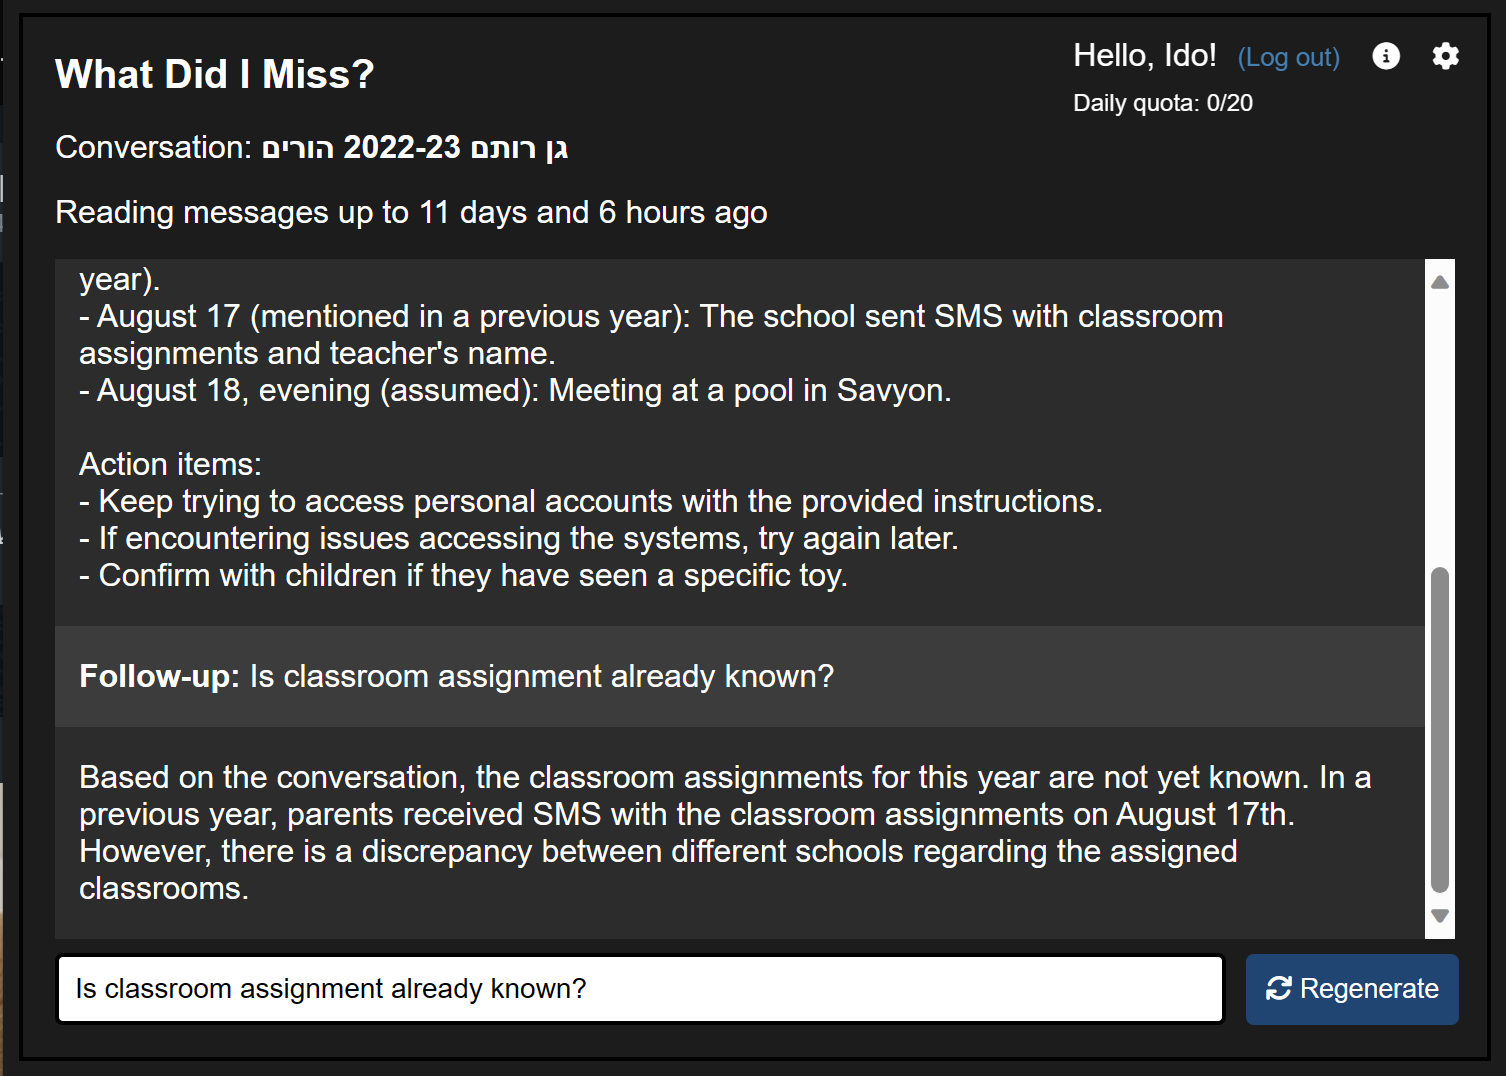 What Did I Miss?
Hello, Ido! (Log out)
Daily quota: 0/20
Conversation: גן רותם 2022-23 הורים
Reading messages up to 11 days and 6 hours ago
year).
- August 17 (mentioned in a previous year): The school sent SMS with classroom
assignments and teacher's name.
- August 18, evening (assumed): Meeting at a pool in Savyon.
Action items:
- Keep trying to access personal accounts with the provided instructions.
- If encountering issues accessing the systems, try again later.
- Confirm with children if they have seen a specific toy.
Follow-up: Is classroom assignment already known?
Based on the conversation, the classroom assignments for this year are not yet known. In a
previous year, parents received SMS with the classroom assignments on August 17th.
However, there is a discrepancy between different schools regarding the assigned
classrooms.
Is classroom assignment already known?
Regenerate